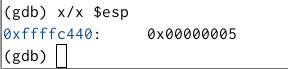 (gdb) x/x $esp
0xffffc440:     0x00000005
(gdb)